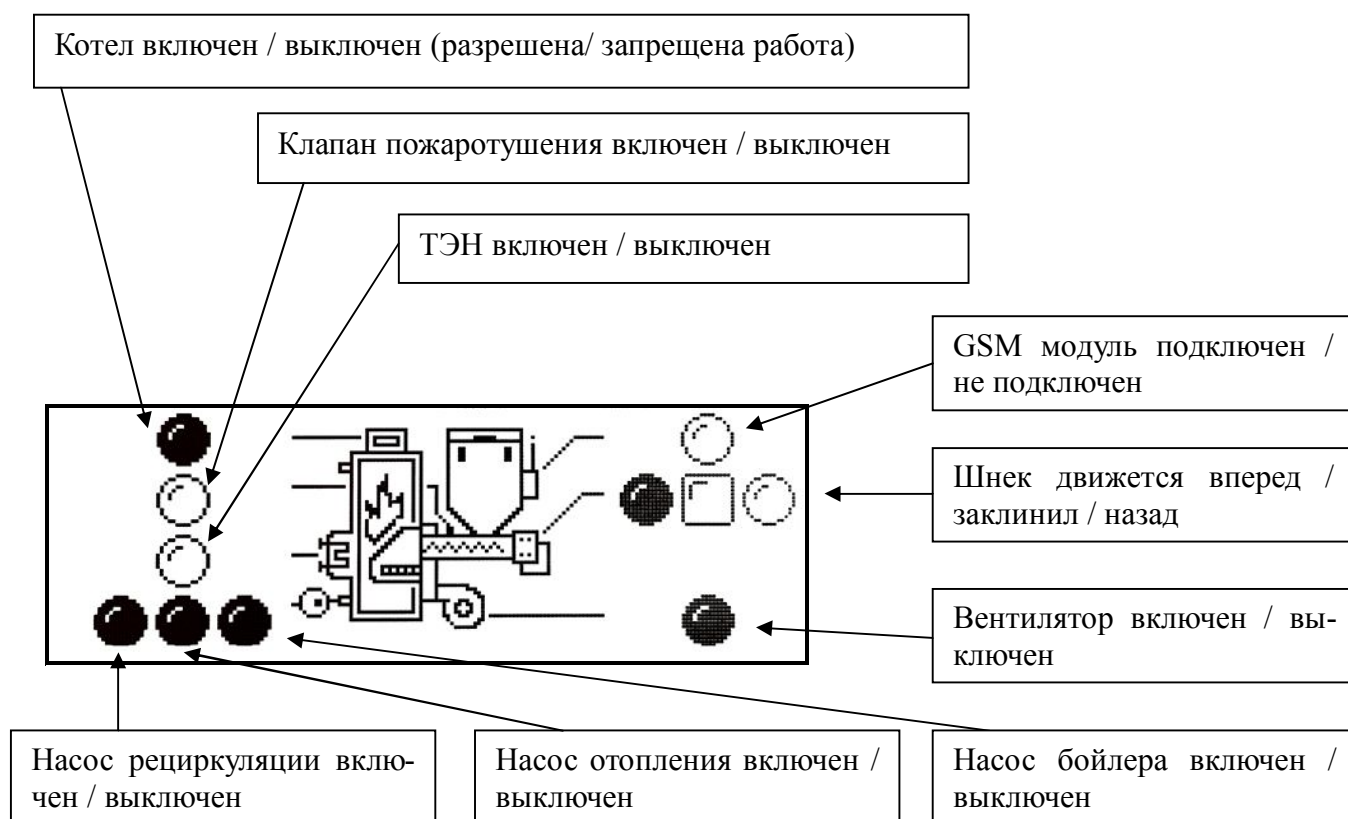 Котел включен / выключен (разрешена/ запрещена работа)
Клапан пожаротушения включен / выключен
ТЭН включен / выключен
GSM модуль подключен /
не подключен
Шнек движется вперед /
заклинил / назад
Вентилятор включен / вы-
ключен
Насос рециркуляции вклю-
чен / выключен
Насос отопления включен /
выключен
Насос бойлера включен /
выключен